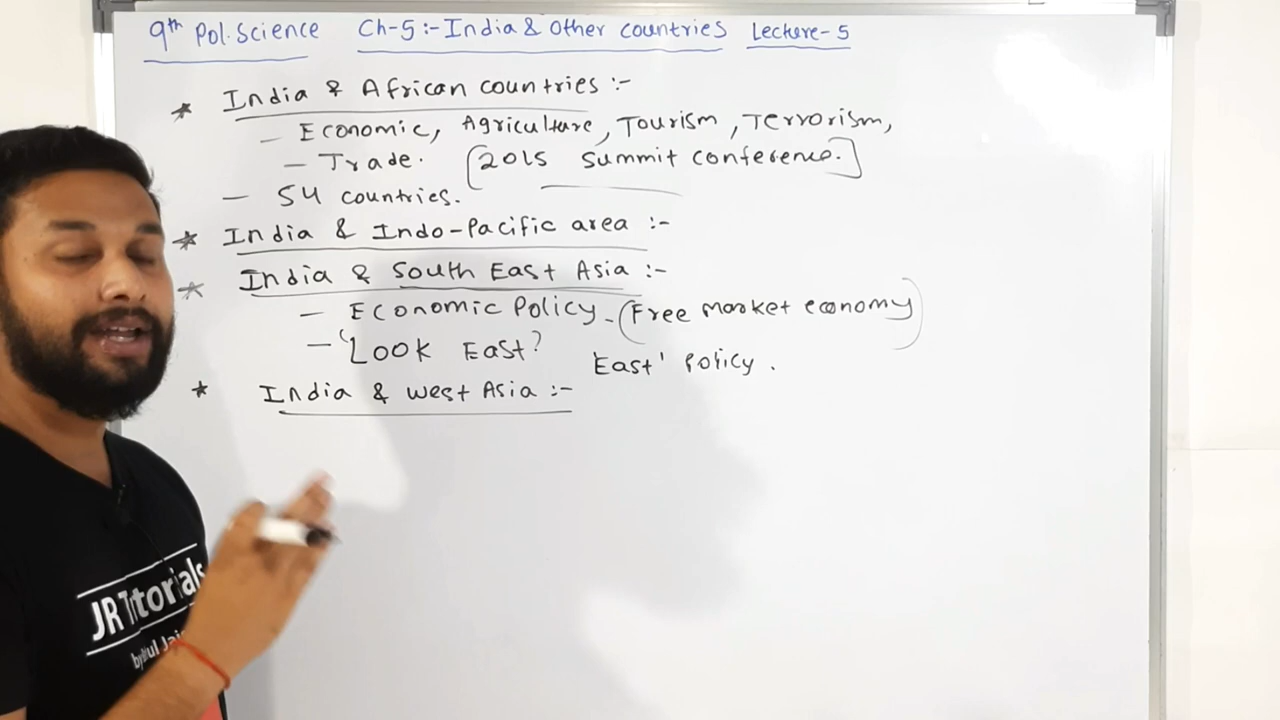 9th Pol. Science Ch-5:- India & Other countries Lecture-5
* India & African countries :-
- Economic, Agriculture, Tourism, Terrorism,
- Trade. [2015 Summit conference.]
- 54 countries.
* India & Indo-Pacific area :-
* India & South East Asia :-
- Economic Policy - (Free market economy)
- 'Look East' East' Policy.
* India & West Asia :-
JR Tutorials